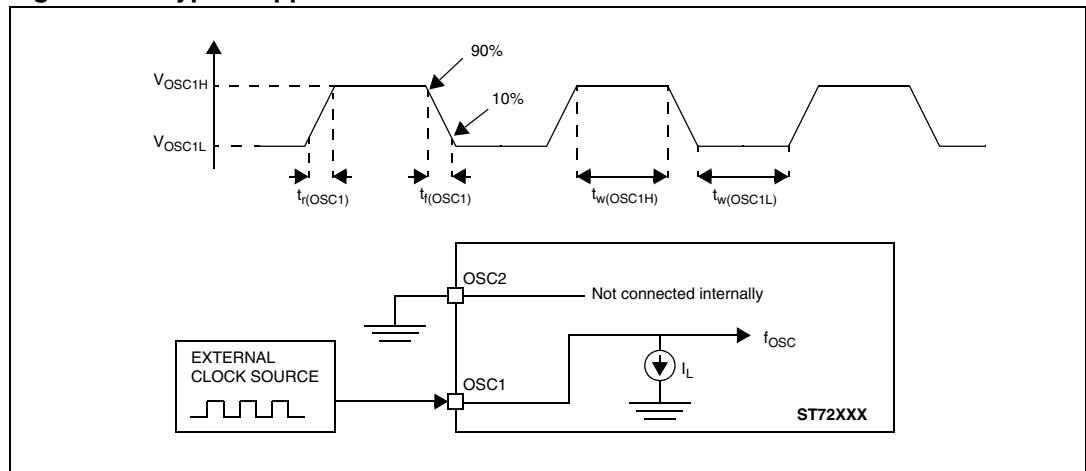 90%
V_OSC1H
10%
V_OSC1L
t_r(OSC1)
t_f(OSC1)
t_w(OSC1H)
t_w(OSC1L)
OSC2
Not connected internally
f_OSC
EXTERNAL
CLOCK SOURCE
I_L
OSC1
ST72XXX